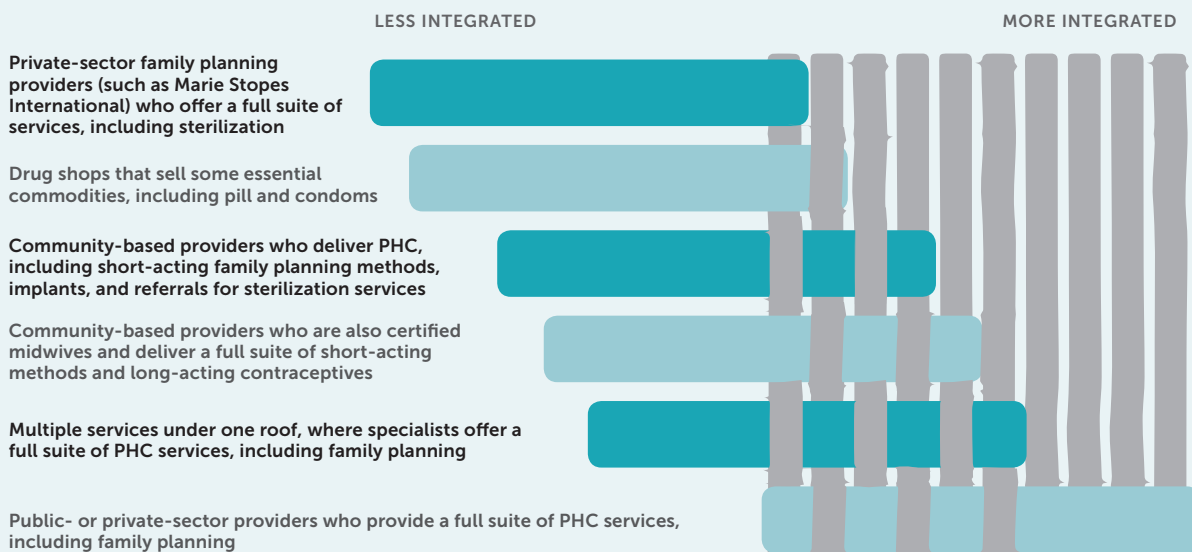 LESS INTEGRATED
MORE INTEGRATED
Private-sector family planning
providers (such as Marie Stopes
International) who offer a full suite of
services, including sterilization
Drug shops that sell some essential
commodities, including pill and condoms
Community-based providers who deliver PHC,
including short-acting family planning methods,
implants, and referrals for sterilization services
Community-based providers who are also certified
midwives and deliver a full suite of short-acting
methods and long-acting contraceptives
Multiple services under one roof, where specialists offer a
full suite of PHC services, including family planning
Public- or private-sector providers who provide a full suite of PHC services,
including family planning